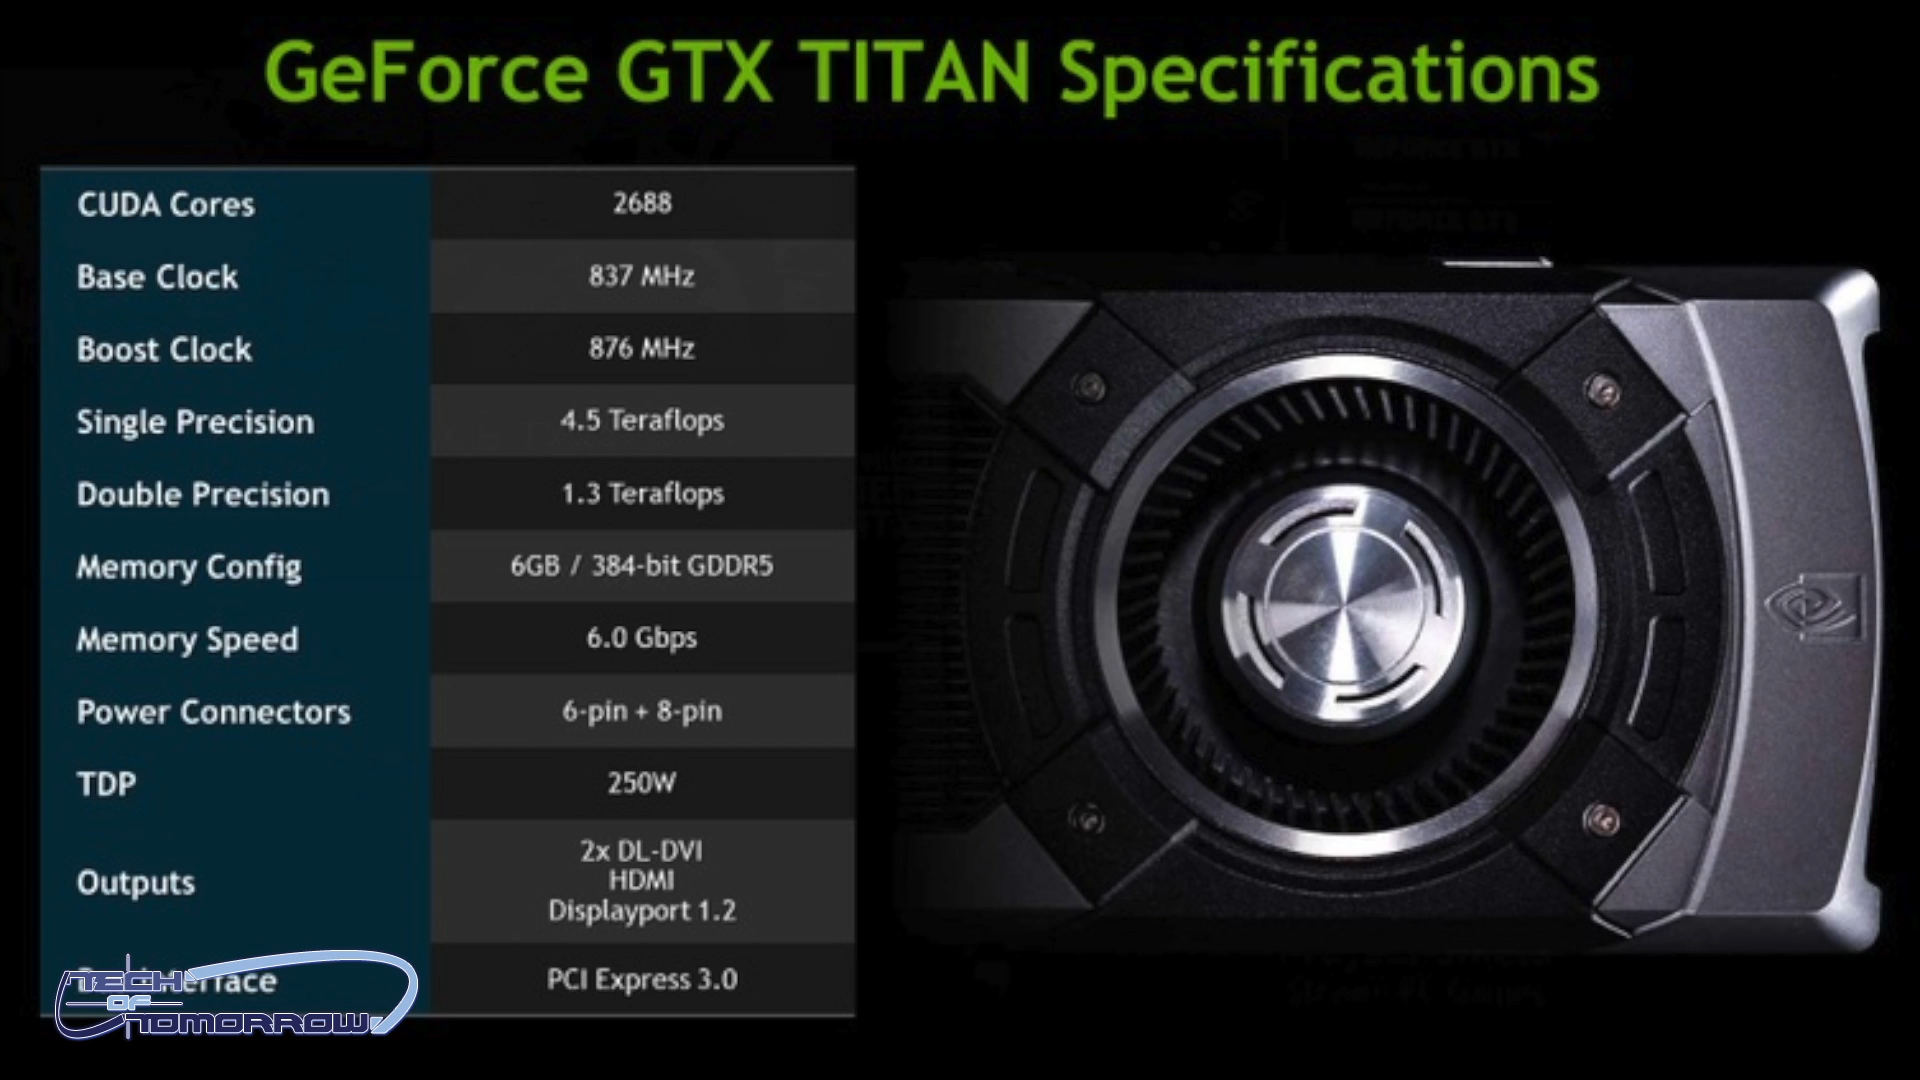 GeForce GTX TITAN Specifications
CUDA Cores 2688
Base Clock 837 MHz
Boost Clock 876 MHz
Single Precision 4.5 Teraflops
Double Precision 1.3 Teraflops
Memory Config 6GB / 384-bit GDDR5
Memory Speed 6.0 Gbps
Power Connectors 6-pin + 8-pin
TDP 250W
Outputs 2x DL-DVI
HDMI
Displayport 1.2
PCI Express 3.0
TECH
OF
TOMORROW